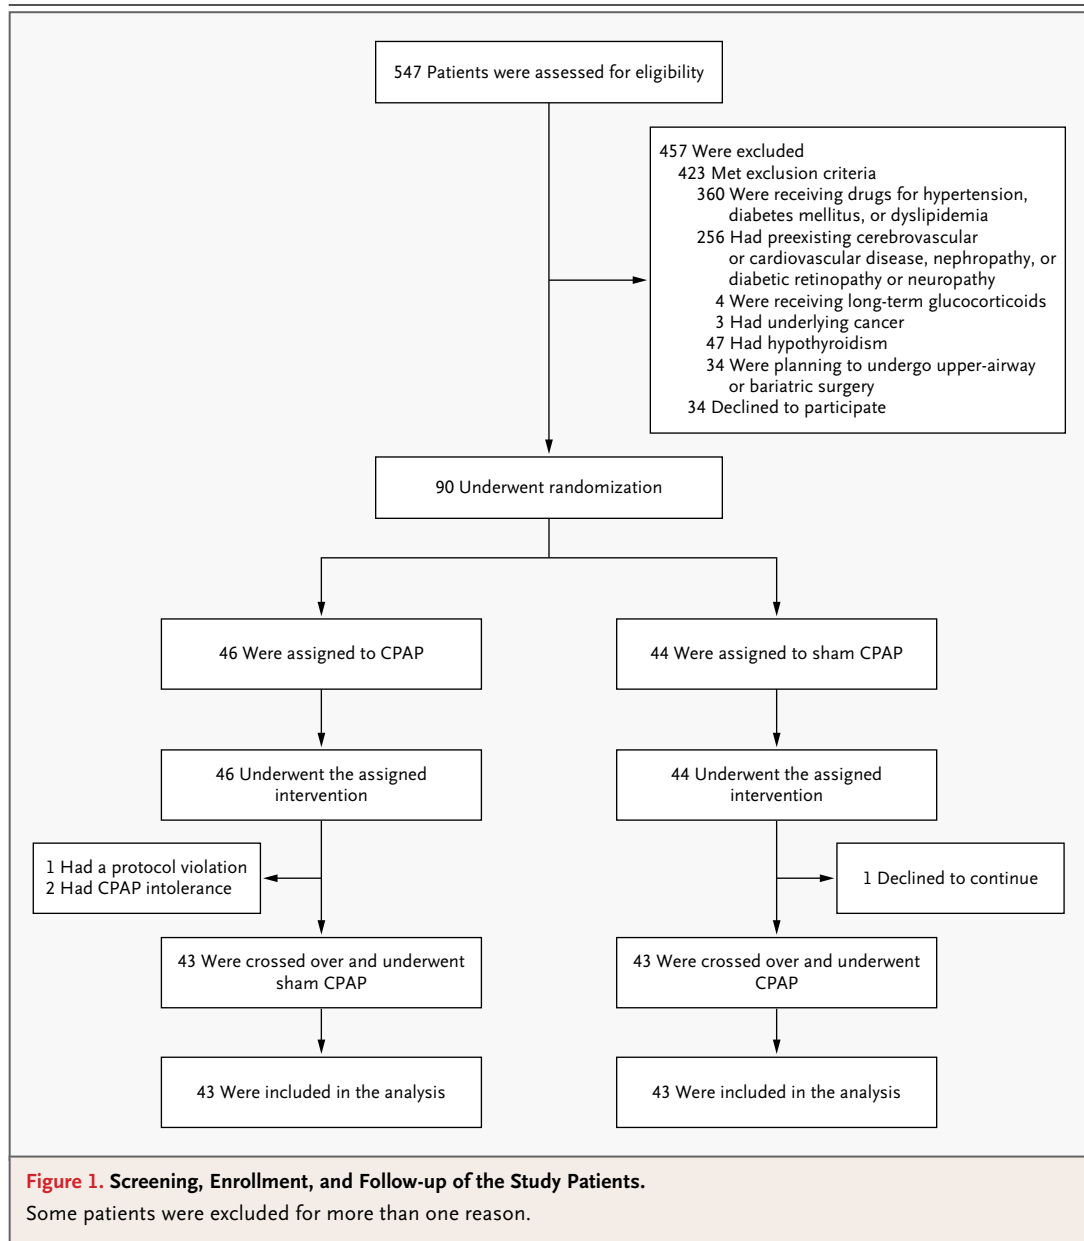 547 Patients were assessed for eligibility
457 Were excluded
423 Met exclusion criteria
360 Were receiving drugs for hypertension,
diabetes mellitus, or dyslipidemia
256 Had preexisting cerebrovascular
or cardiovascular disease, nephropathy, or
diabetic retinopathy or neuropathy
4 Were receiving long-term glucocorticoids
3 Had underlying cancer
47 Had hypothyroidism
34 Were planning to undergo upper-airway
or bariatric surgery
34 Declined to participate
90 Underwent randomization
46 Were assigned to CPAP
44 Were assigned to sham CPAP
46 Underwent the assigned
intervention
44 Underwent the assigned
intervention
1 Had a protocol violation
2 Had CPAP intolerance
1 Declined to continue
43 Were crossed over and underwent
sham CPAP
43 Were crossed over and underwent
CPAP
43 Were included in the analysis
43 Were included in the analysis
Figure 1. Screening, Enrollment, and Follow-up of the Study Patients.
Some patients were excluded for more than one reason.